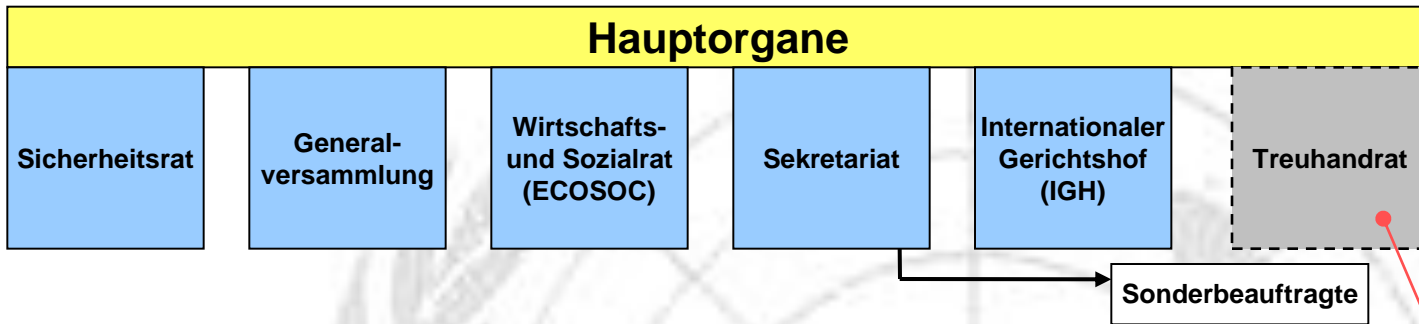 Hauptorgane
Sicherheitsrat
General-
versammlung
Wirtschafts-
und Sozialrat
(ECOSOC)
Sekretariat
Internationaler
Gerichtshof
(IGH)
Treuhandrat
Sonderbeauftragte